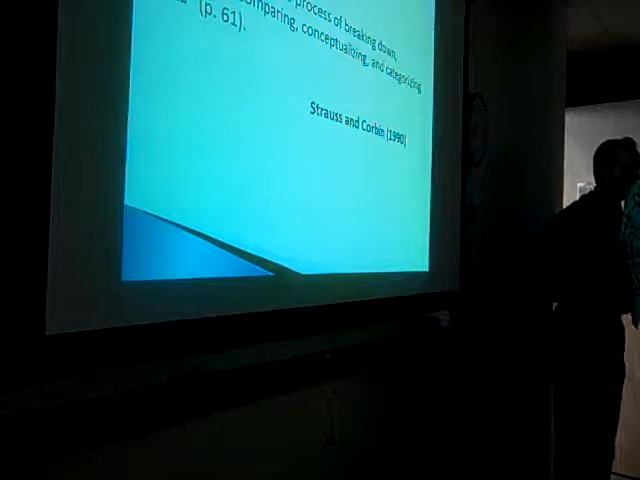 process of breaking down,
comparing, conceptualizing, and categorizing
(p. 61).
Strauss and Corbin (1990)